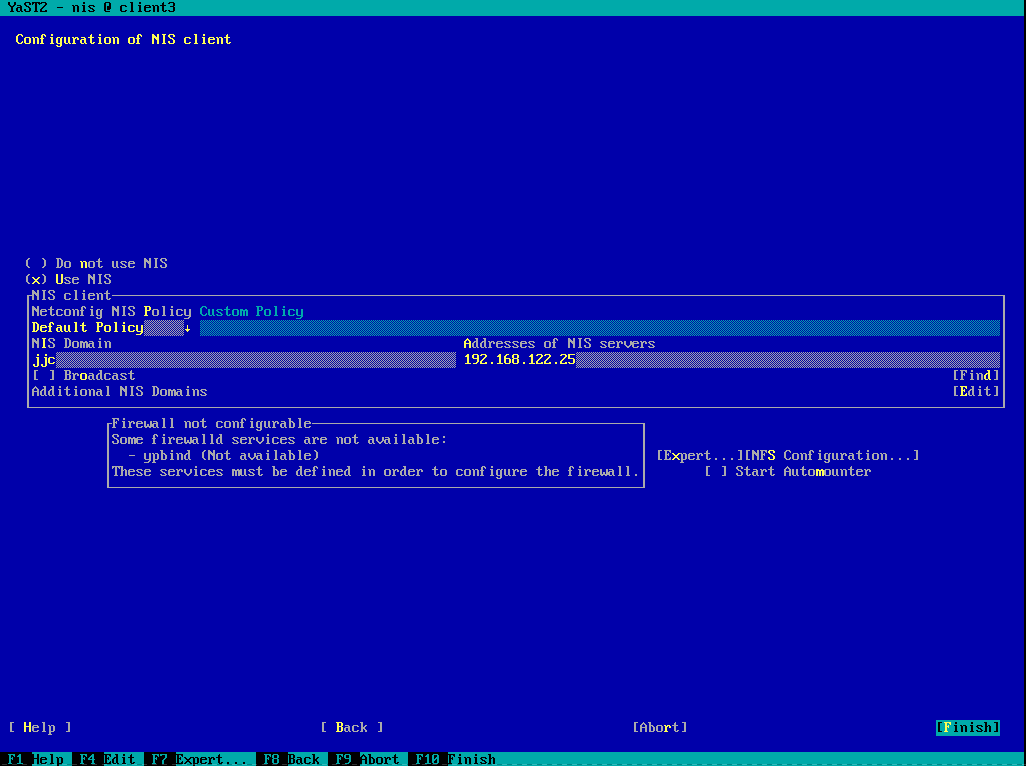 YaST2 - nis @ client3
Configuration of NIS client
( ) Do not use NIS
(x) Use NIS
NIS client
Netconfig NIS Policy Custom Policy
Default Policy ↓
NIS Domain Addresses of NIS servers
jjc 192.168.122.25
[ ] Broadcast [Find]
Additional NIS Domains [Edit]
Firewall not configurable
Some firewalld services are not available:
- ypbind (Not available)
These services must be defined in order to configure the firewall.
[Expert...][NFS Configuration...]
[ ] Start Automounter
[ Help ] [ Back ] [Abort] [Finish]
F1 Help F4 Edit F7 Expert... F8 Back F9 Abort F10 Finish